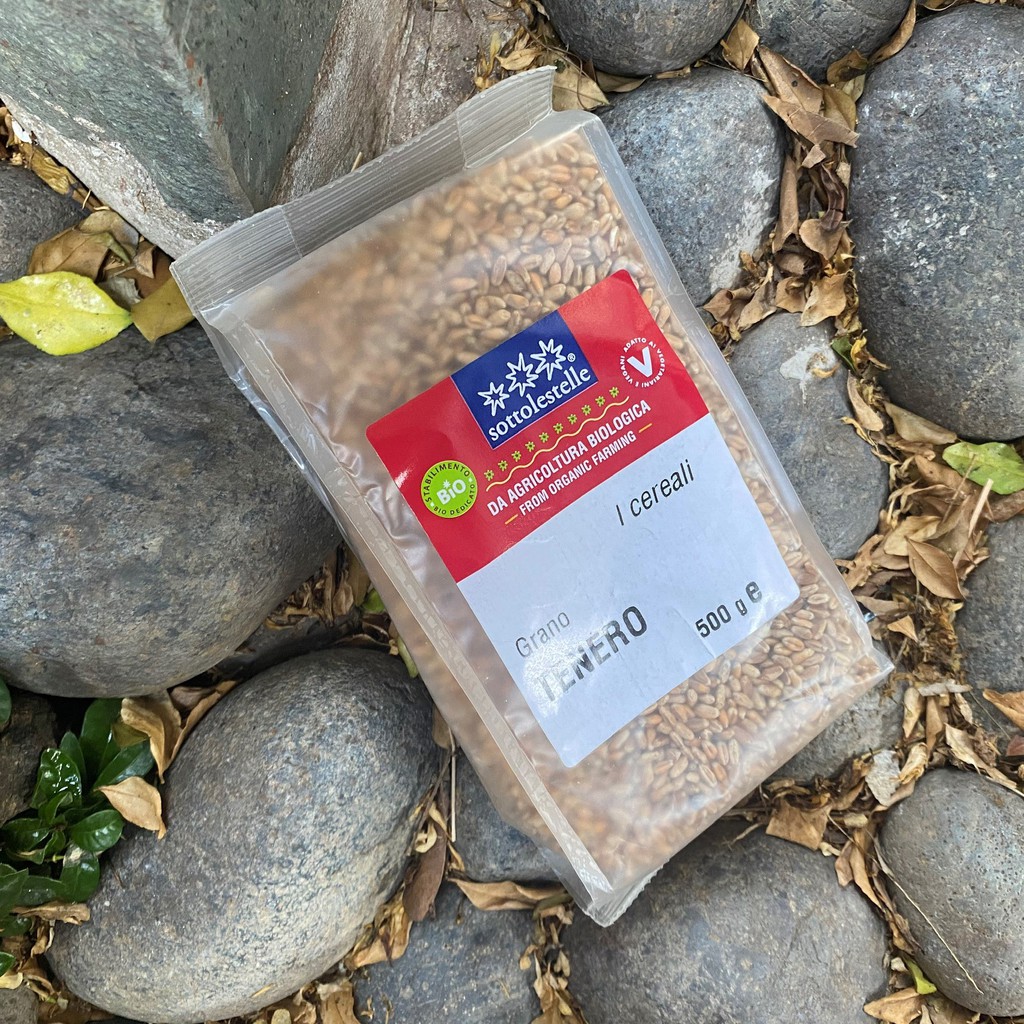 sottolestelle®
ADATTO AI VEGETARIANI E VEGANI
V
STABILIMENTO
BIO
BIO DEDICATO
DA AGRICOLTURA BIOLOGICA
FROM ORGANIC FARMING
I cereali
Grano
TENERO
500 g e